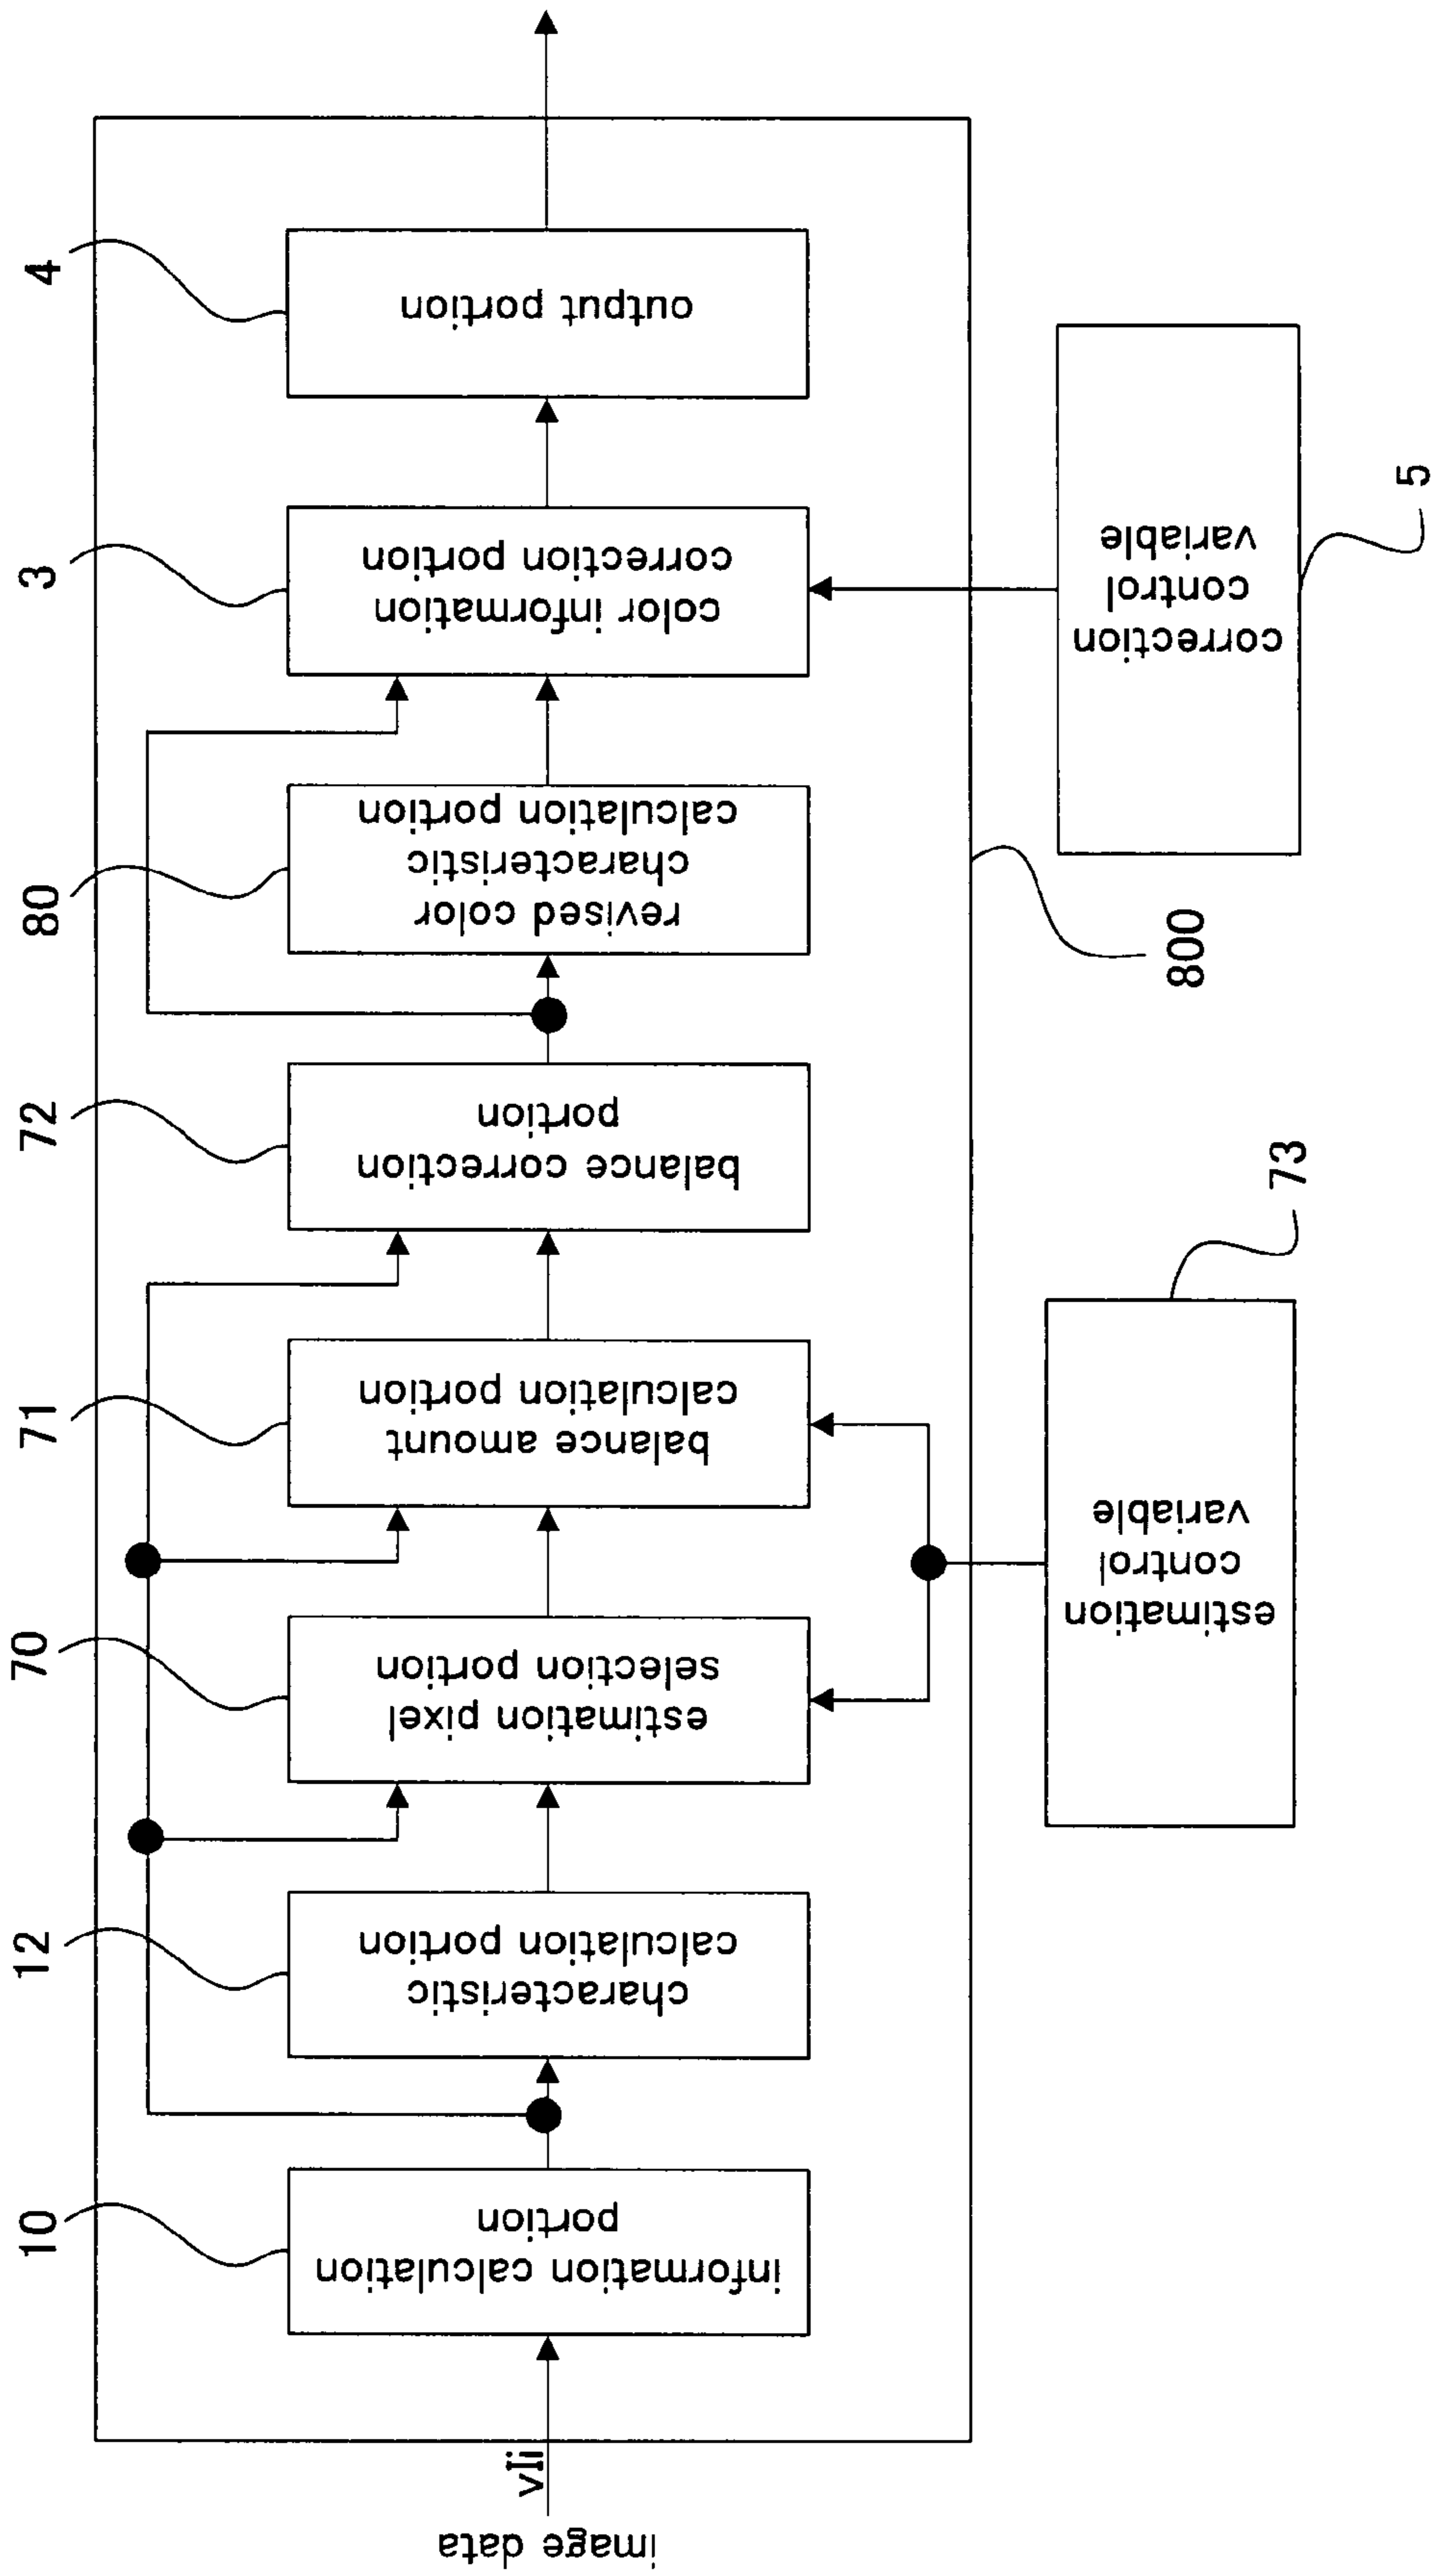 image data
vIi
10
information calculation
portion
12
characteristic
calculation portion
70
estimation pixel
selection portion
71
balance amount
calculation portion
72
balance correction
portion
80
revised color
characteristic
calculation portion
3
color information
correction portion
4
output portion
estimation
control
variable
73
800
correction
control
variable
5